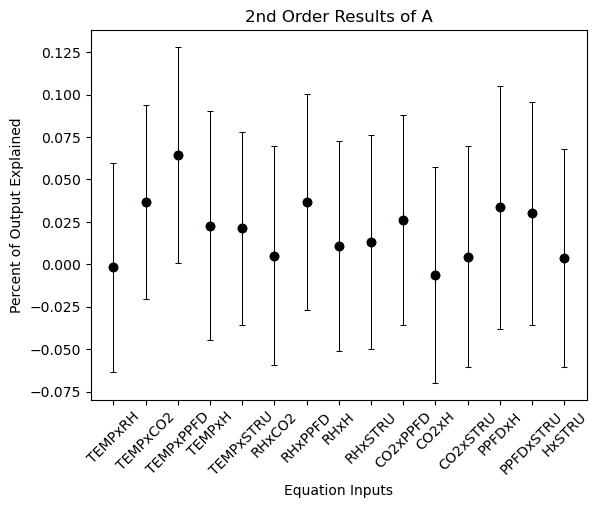 2nd Order Results of A
Percent of Output Explained
0.125
0.100
0.075
0.050
0.025
0.000
−0.025
−0.050
−0.075
TEMPxRH
TEMPxCO2
TEMPxPPFD
TEMPxH
TEMPxSTRU
RHxCO2
RHxPPFD
RHxH
RHxSTRU
CO2xPPFD
CO2xH
CO2xSTRU
PPFDxH
PPFDxSTRU
HxSTRU
Equation Inputs